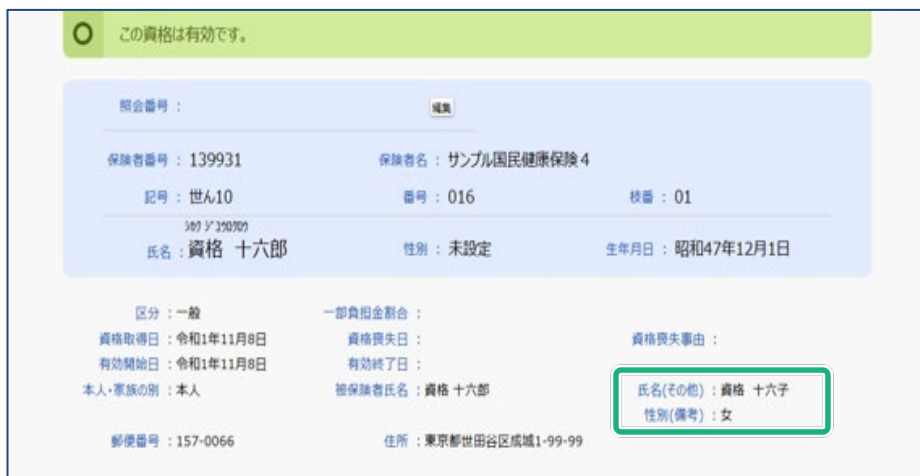 この資格は有効です。
照会番号 : 編集
保険者番号 : 139931 保険者名 : サンプル国民健康保険4
記号 : 世ん10 番号 : 016 枝番 : 01
氏名 : 資格 十六郎 性別 : 未設定 生年月日 : 昭和47年12月1日
区分 : 一般 一部負担金割合 :
資格取得日 : 令和1年11月8日 資格喪失日 : 資格喪失事由 :
有効開始日 : 令和1年11月8日 有効終了日 :
本人・家族の別 : 本人 被保険者氏名 : 資格 十六郎 氏名(その他) : 資格 十六子
性別(備考) : 女
郵便番号 : 157-0066 住所 : 東京都世田谷区成城1-99-99